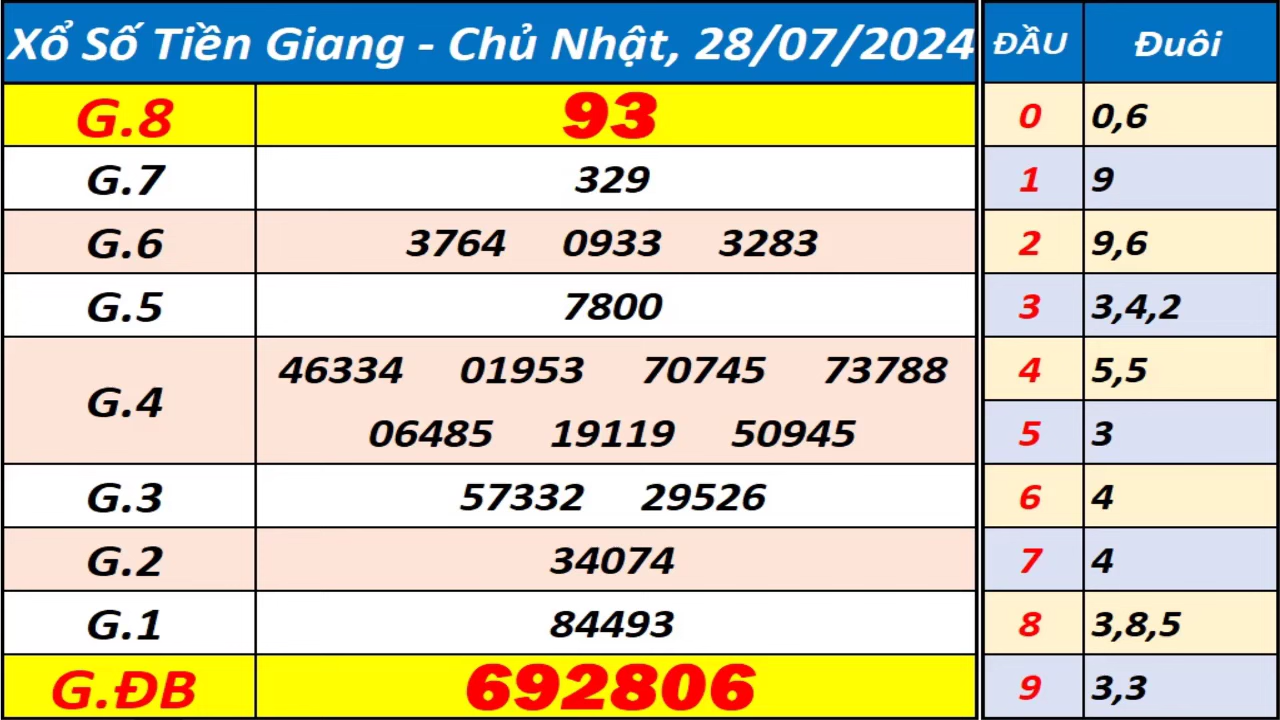 Xổ Số Tiền Giang - Chủ Nhật, 28/07/2024 ĐẦU Đuôi
G.8 93 0 0,6
G.7 329 1 9
G.6 3764 0933 3283 2 9,6
G.5 7800 3 3,4,2
G.4 46334 01953 70745 73788 4 5,5
06485 19119 50945 5 3
G.3 57332 29526 6 4
G.2 34074 7 4
G.1 84493 8 3,8,5
G.ĐB 692806 9 3,3